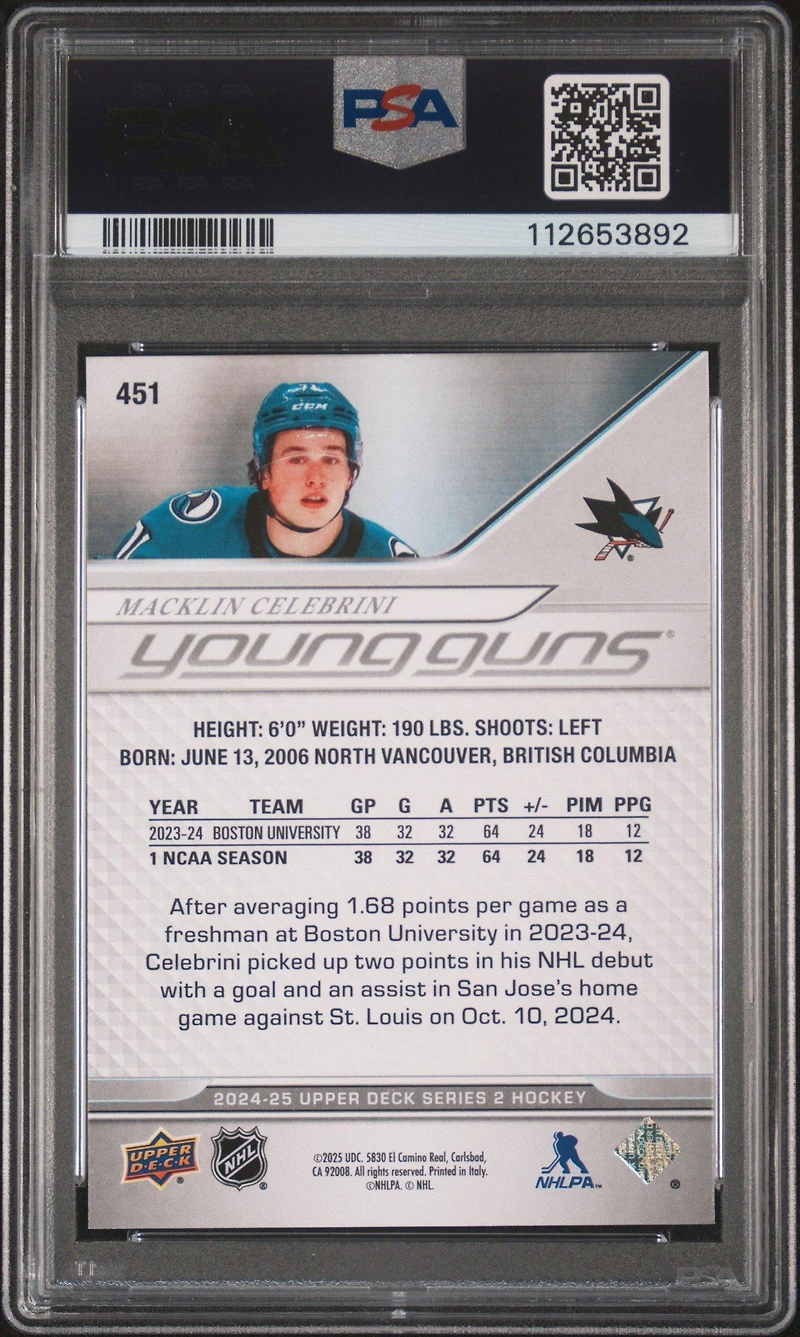 PSA
112653892
451
CCM
MACKLIN CELEBRINI
young guns®
HEIGHT: 6'0" WEIGHT: 190 LBS. SHOOTS: LEFT
BORN: JUNE 13, 2006 NORTH VANCOUVER, BRITISH COLUMBIA
YEAR TEAM GP G A PTS +/- PIM PPG
2023-24 BOSTON UNIVERSITY 38 32 32 64 24 18 12
1 NCAA SEASON 38 32 32 64 24 18 12
After averaging 1.68 points per game as a
freshman at Boston University in 2023-24,
Celebrini picked up two points in his NHL debut
with a goal and an assist in San Jose's home
game against St. Louis on Oct. 10, 2024.
2024-25 UPPER DECK SERIES 2 HOCKEY
UPPER
D·E·C·K
®
NHL
®
©2025 UDC. 5830 El Camino Real, Carlsbad,
CA 92008. All rights reserved. Printed in Italy.
©NHLPA. © NHL.
NHLPA™
®
PSA